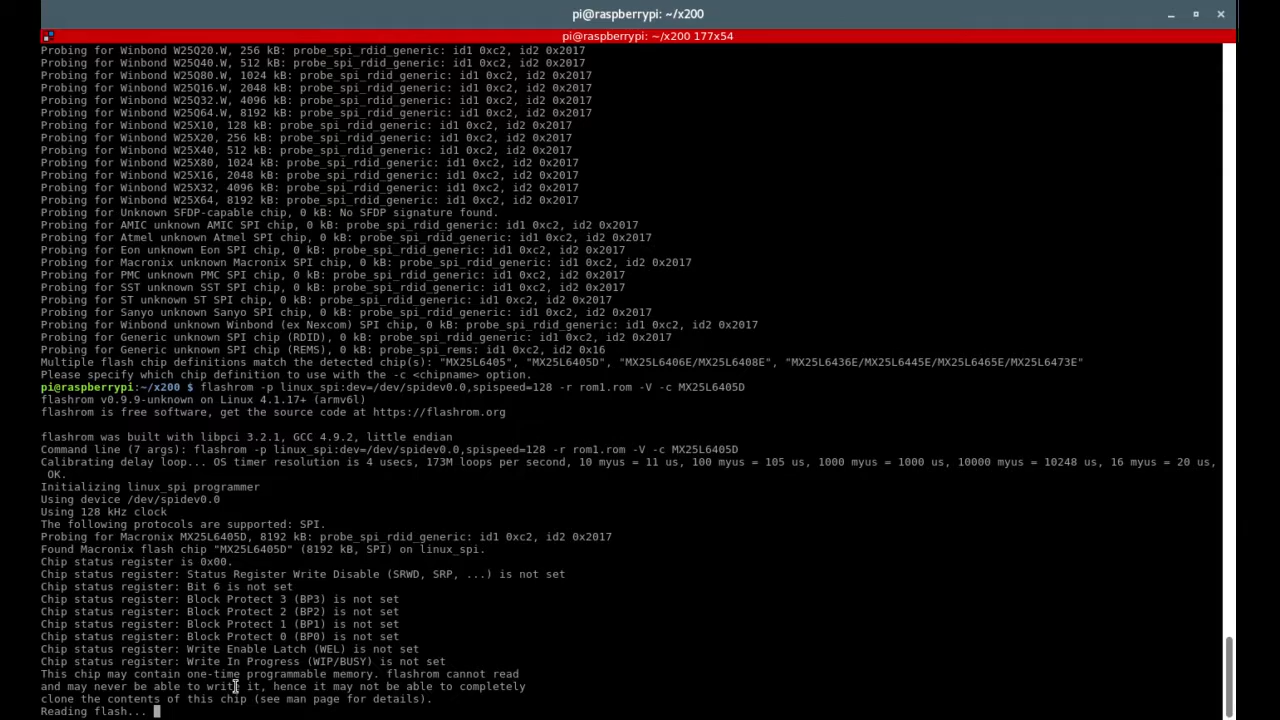 pi@raspberrypi: ~/x200
pi@raspberrypi: ~/x200 177x54
Probing for Winbond W25Q20.W, 256 kB: probe_spi_rdid_generic: id1 0xc2, id2 0x2017
Probing for Winbond W25Q40.W, 512 kB: probe_spi_rdid_generic: id1 0xc2, id2 0x2017
Probing for Winbond W25Q80.W, 1024 kB: probe_spi_rdid_generic: id1 0xc2, id2 0x2017
Probing for Winbond W25Q16.W, 2048 kB: probe_spi_rdid_generic: id1 0xc2, id2 0x2017
Probing for Winbond W25Q32.W, 4096 kB: probe_spi_rdid_generic: id1 0xc2, id2 0x2017
Probing for Winbond W25Q64.W, 8192 kB: probe_spi_rdid_generic: id1 0xc2, id2 0x2017
Probing for Winbond W25X10, 128 kB: probe_spi_rdid_generic: id1 0xc2, id2 0x2017
Probing for Winbond W25X20, 256 kB: probe_spi_rdid_generic: id1 0xc2, id2 0x2017
Probing for Winbond W25X40, 512 kB: probe_spi_rdid_generic: id1 0xc2, id2 0x2017
Probing for Winbond W25X80, 1024 kB: probe_spi_rdid_generic: id1 0xc2, id2 0x2017
Probing for Winbond W25X16, 2048 kB: probe_spi_rdid_generic: id1 0xc2, id2 0x2017
Probing for Winbond W25X32, 4096 kB: probe_spi_rdid_generic: id1 0xc2, id2 0x2017
Probing for Winbond W25X64, 8192 kB: probe_spi_rdid_generic: id1 0xc2, id2 0x2017
Probing for Unknown SFDP-capable chip, 0 kB: No SFDP signature found.
Probing for AMIC unknown AMIC SPI chip, 0 kB: probe_spi_rdid_generic: id1 0xc2, id2 0x2017
Probing for Atmel unknown Atmel SPI chip, 0 kB: probe_spi_rdid_generic: id1 0xc2, id2 0x2017
Probing for Eon unknown Eon SPI chip, 0 kB: probe_spi_rdid_generic: id1 0xc2, id2 0x2017
Probing for Macronix unknown Macronix SPI chip, 0 kB: probe_spi_rdid_generic: id1 0xc2, id2 0x2017
Probing for PMC unknown PMC SPI chip, 0 kB: probe_spi_rdid_generic: id1 0xc2, id2 0x2017
Probing for SST unknown SST SPI chip, 0 kB: probe_spi_rdid_generic: id1 0xc2, id2 0x2017
Probing for ST unknown ST SPI chip, 0 kB: probe_spi_rdid_generic: id1 0xc2, id2 0x2017
Probing for Sanyo unknown Sanyo SPI chip, 0 kB: probe_spi_rdid_generic: id1 0xc2, id2 0x2017
Probing for Winbond unknown Winbond (ex Nexcom) SPI chip, 0 kB: probe_spi_rdid_generic: id1 0xc2, id2 0x2017
Probing for Generic unknown SPI chip (RDID), 0 kB: probe_spi_rdid_generic: id1 0xc2, id2 0x2017
Probing for Generic unknown SPI chip (REMS), 0 kB: probe_spi_rems: id1 0xc2, id2 0x16
Multiple flash chip definitions match the detected chip(s): "MX25L6405", "MX25L6405D", "MX25L6406E/MX25L6408E", "MX25L6436E/MX25L6445E/MX25L6465E/MX25L6473E"
Please specify which chip definition to use with the -c <chipname> option.
pi@raspberrypi:~/x200 $ flashrom -p linux_spi:dev=/dev/spidev0.0,spispeed=128 -r rom1.rom -V -c MX25L6405D
flashrom v0.9.9-unknown on Linux 4.1.17+ (armv6l)
flashrom is free software, get the source code at https://flashrom.org
flashrom was built with libpci 3.2.1, GCC 4.9.2, little endian
Command line (7 args): flashrom -p linux_spi:dev=/dev/spidev0.0,spispeed=128 -r rom1.rom -V -c MX25L6405D
Calibrating delay loop... OS timer resolution is 4 usecs, 173M loops per second, 10 myus = 11 us, 100 myus = 105 us, 1000 myus = 1000 us, 10000 myus = 10248 us, 16 myus = 20 us,
OK.
Initializing linux_spi programmer
Using device /dev/spidev0.0
Using 128 kHz clock
The following protocols are supported: SPI.
Probing for Macronix MX25L6405D, 8192 kB: probe_spi_rdid_generic: id1 0xc2, id2 0x2017
Found Macronix flash chip "MX25L6405D" (8192 kB, SPI) on linux_spi.
Chip status register is 0x00.
Chip status register: Status Register Write Disable (SRWD, SRP, ...) is not set
Chip status register: Bit 6 is not set
Chip status register: Block Protect 3 (BP3) is not set
Chip status register: Block Protect 2 (BP2) is not set
Chip status register: Block Protect 1 (BP1) is not set
Chip status register: Block Protect 0 (BP0) is not set
Chip status register: Write Enable Latch (WEL) is not set
Chip status register: Write In Progress (WIP/BUSY) is not set
This chip may contain one-time programmable memory. flashrom cannot read
and may never be able to write it, hence it may not be able to completely
clone the contents of this chip (see man page for details).
Reading flash...